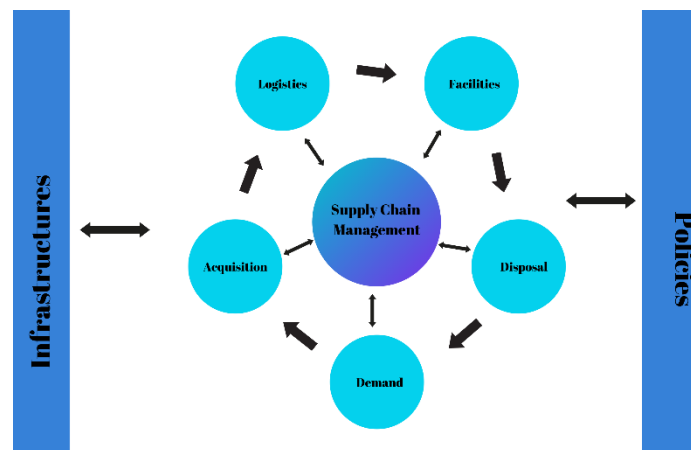 Logistics
Facilities
Supply Chain
Management
Acquisition
Disposal
Demand
Infrastructures
Policies